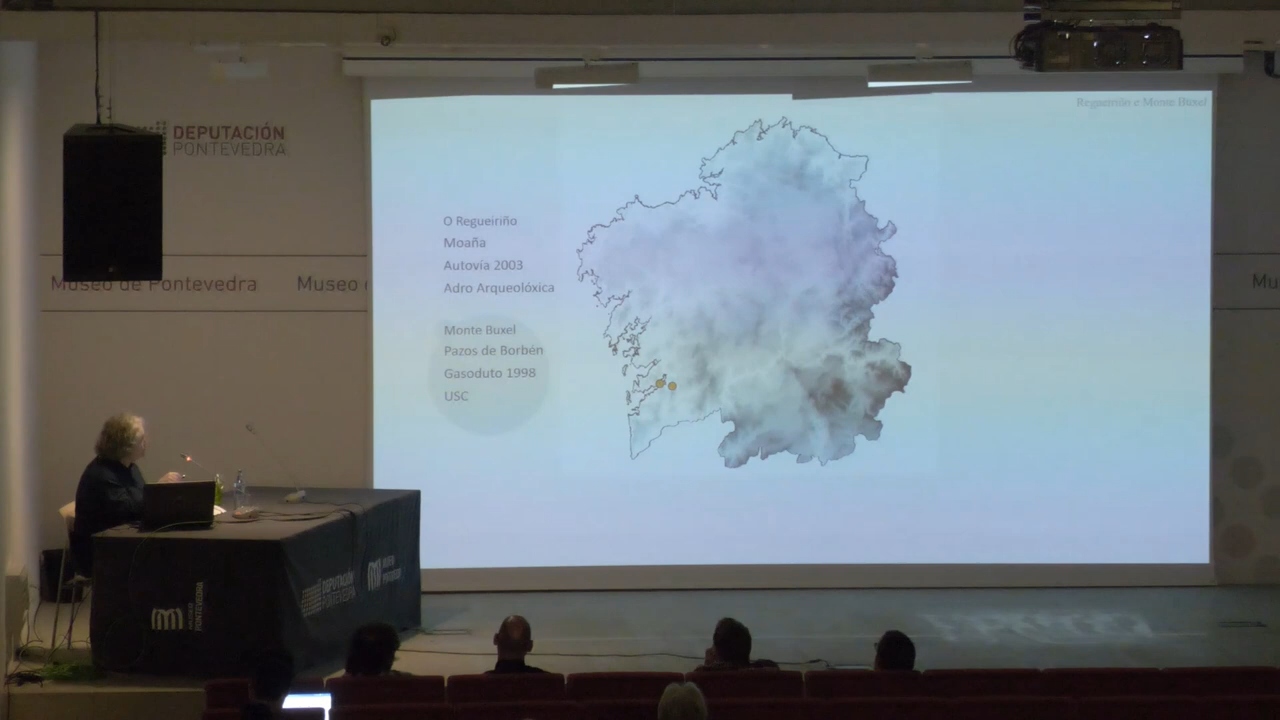 Regueiriño e Monte Buxel
DEPUTACIÓN
PONTEVEDRA
O Regueiriño
Moaña
Autovía 2003
Adro Arqueolóxica
Monte Buxel
Pazos de Borbén
Gasoduto 1998
USC
Museo de Pontevedra
Museo
Mu
DEPUTACIÓN
PONTEVEDRA